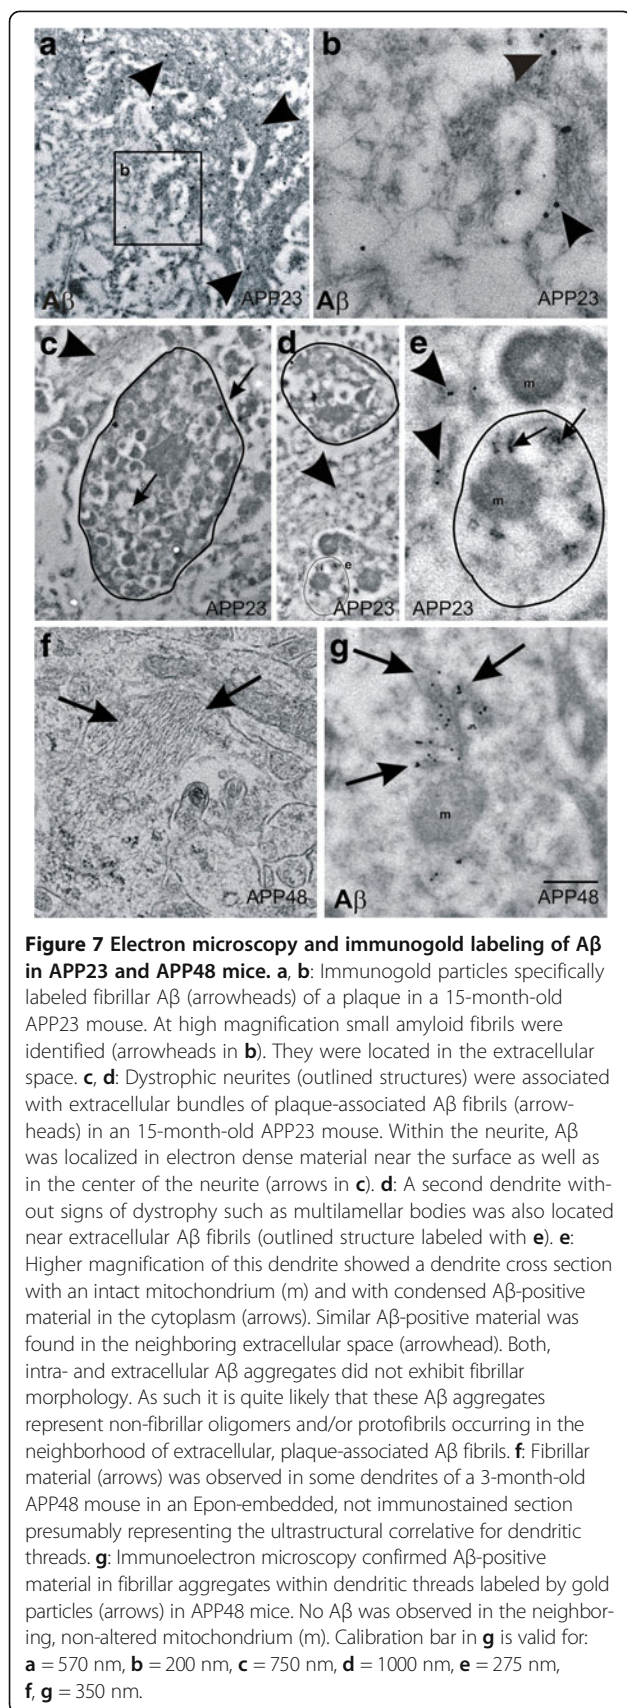 a
b
Aβ
APP23
b
Aβ
APP23
c
APP23
d
e
APP23
e
m
m
APP23
f
APP48
g
m
Aβ
APP48
Figure 7 Electron microscopy and immunogold labeling of Aβ
in APP23 and APP48 mice. a, b: Immunogold particles specifically
labeled fibrillar Aβ (arrowheads) of a plaque in a 15-month-old
APP23 mouse. At high magnification small amyloid fibrils were
identified (arrowheads in b). They were located in the extracellular
space. c, d: Dystrophic neurites (outlined structures) were associated
with extracellular bundles of plaque-associated Aβ fibrils (arrow-
heads) in an 15-month-old APP23 mouse. Within the neurite, Aβ
was localized in electron dense material near the surface as well as
in the center of the neurite (arrows in c). d: A second dendrite with-
out signs of dystrophy such as multilamellar bodies was also located
near extracellular Aβ fibrils (outlined structure labeled with e). e:
Higher magnification of this dendrite showed a dendrite cross section
with an intact mitochondrium (m) and with condensed Aβ-positive
material in the cytoplasm (arrows). Similar Aβ-positive material was
found in the neighboring extracellular space (arrowhead). Both,
intra- and extracellular Aβ aggregates did not exhibit fibrillar
morphology. As such it is quite likely that these Aβ aggregates
represent non-fibrillar oligomers and/or protofibrils occurring in the
neighborhood of extracellular, plaque-associated Aβ fibrils. f: Fibrillar
material (arrows) was observed in some dendrites of a 3-month-old
APP48 mouse in an Epon-embedded, not immunostained section
presumably representing the ultrastructural correlative for dendritic
threads. g: Immunoelectron microscopy confirmed Aβ-positive
material in fibrillar aggregates within dendritic threads labeled by gold
particles (arrows) in APP48 mice. No Aβ was observed in the neighbor-
ing, non-altered mitochondrium (m). Calibration bar in g is valid for:
a = 570 nm, b = 200 nm, c = 750 nm, d = 1000 nm, e = 275 nm,
f, g = 350 nm.